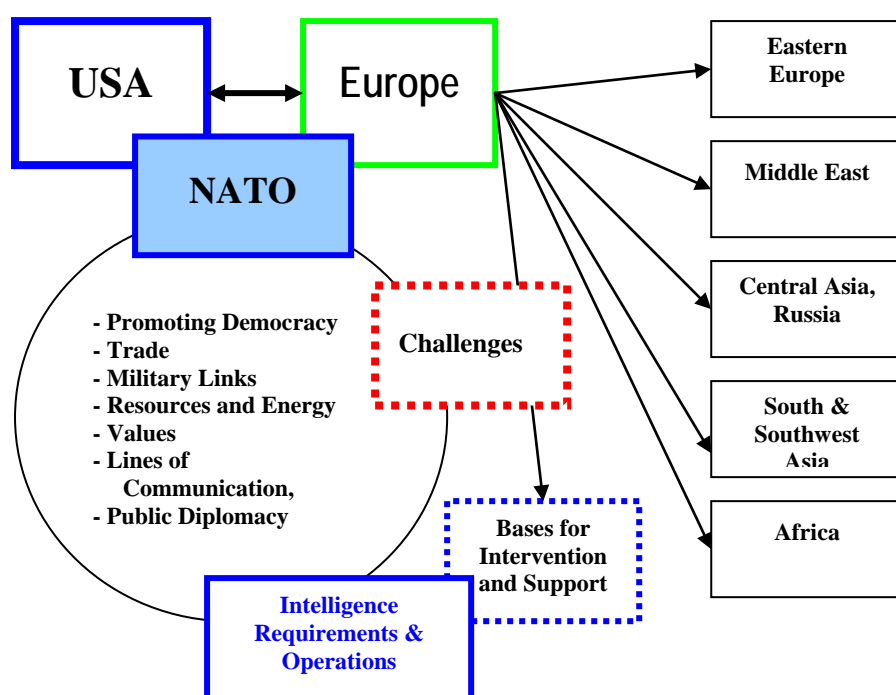 USA
Europe
NATO
- Promoting Democracy
- Trade
- Military Links
- Resources and Energy
- Values
- Lines of
Communication,
- Public Diplomacy
Challenges
Bases for
Intervention
and Support
Intelligence
Requirements &
Operations
Eastern
Europe
Middle East
Central Asia,
Russia
South &
Southwest
Asia
Africa